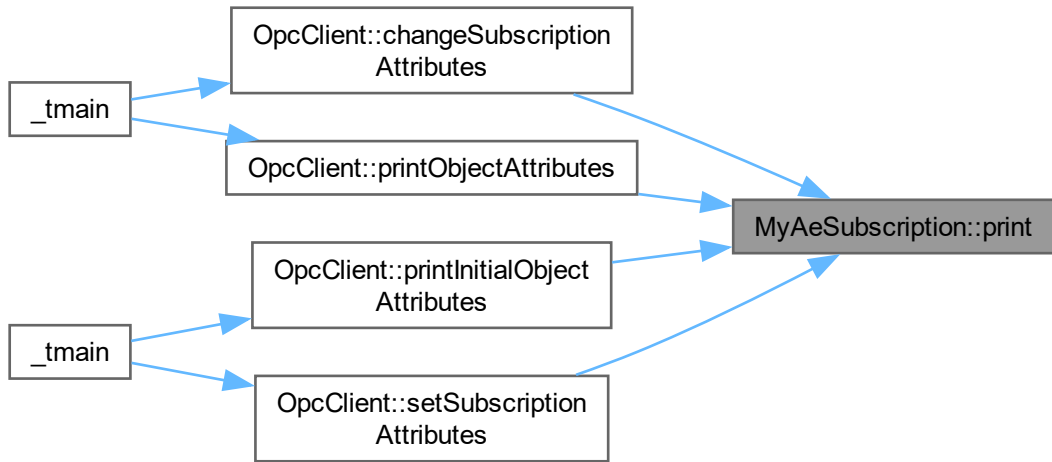 OpcClient::changeSubscription
Attributes
_tmain
OpcClient::printObjectAttributes
MyAeSubscription::print
OpcClient::printInitialObject
Attributes
_tmain
OpcClient::setSubscription
Attributes